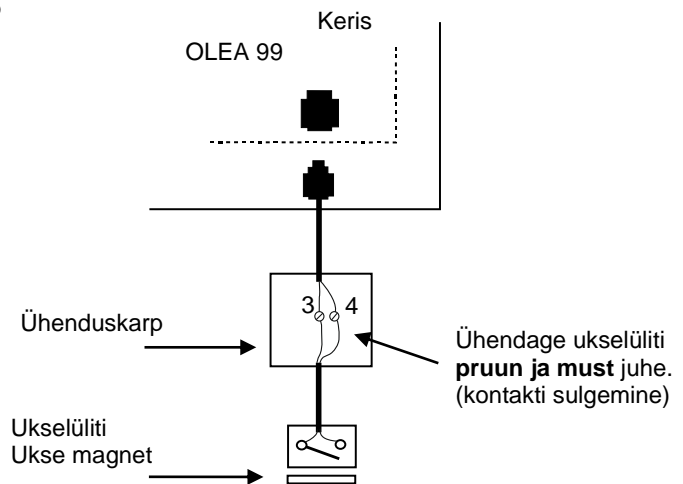 Keris
OLEA 99
3 4
Ühenduskarp
Ühendage ukselüliti
pruun ja must juhe.
(kontakti sulgemine)
Ukselüliti
Ukse magnet